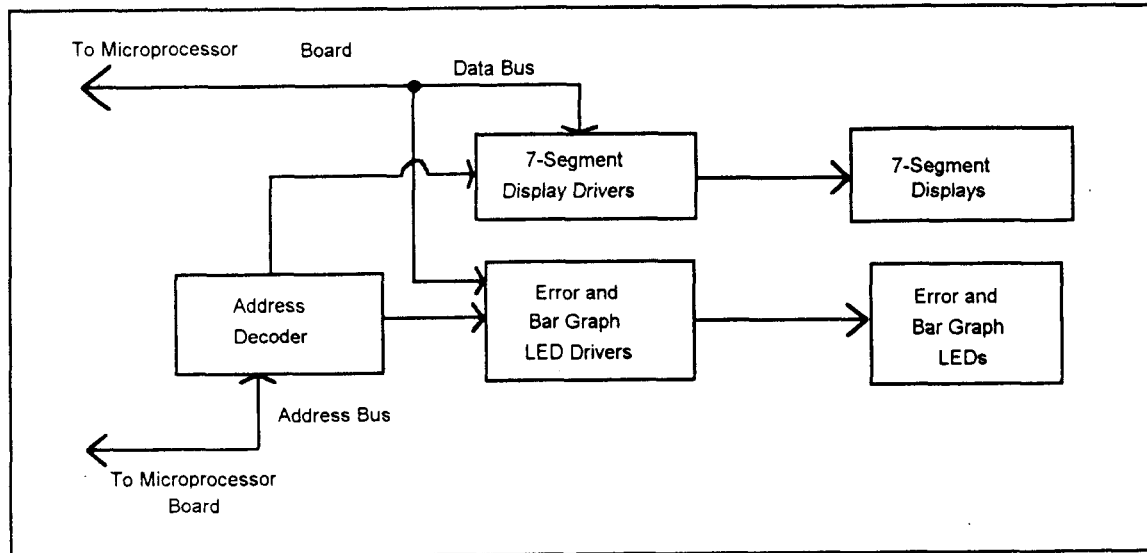 To Microprocessor Board
Data Bus
7-Segment
Display Drivers
7-Segment
Displays
Address
Decoder
Error and
Bar Graph
LED Drivers
Error and
Bar Graph
LEDs
Address Bus
To Microprocessor
Board